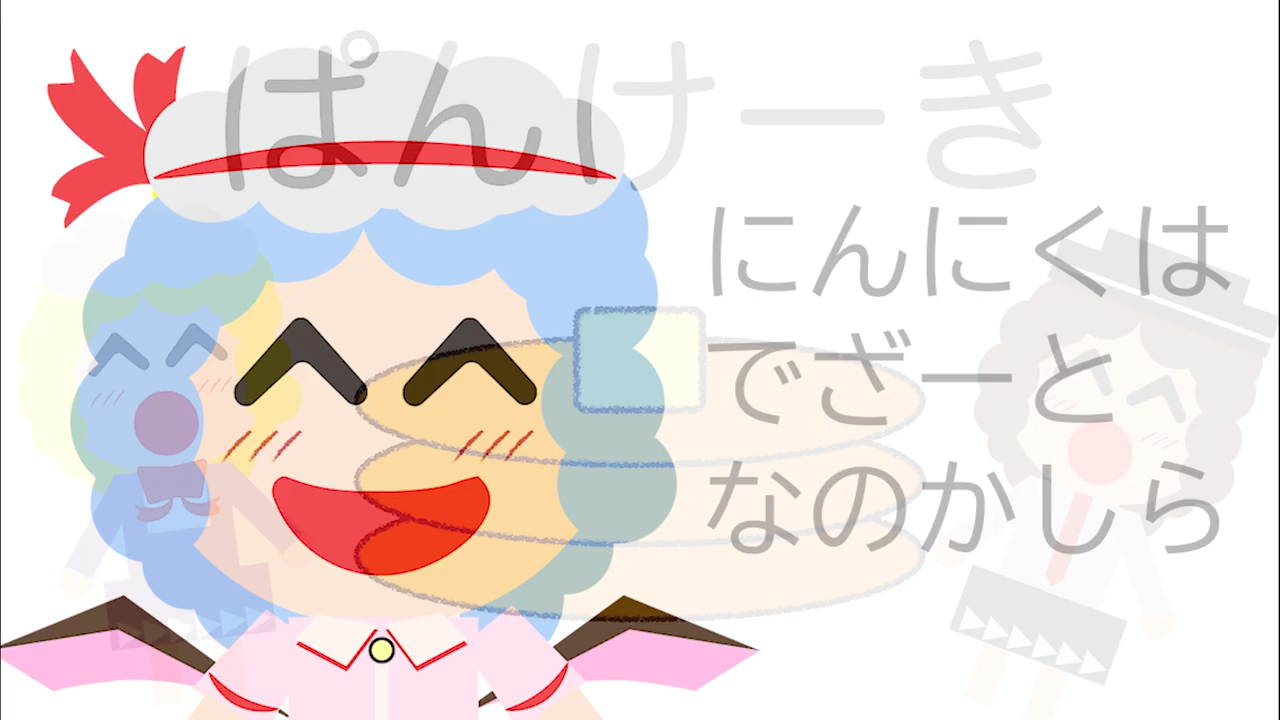 ぱんけーき
にんにくは
でざーと
なのかしら